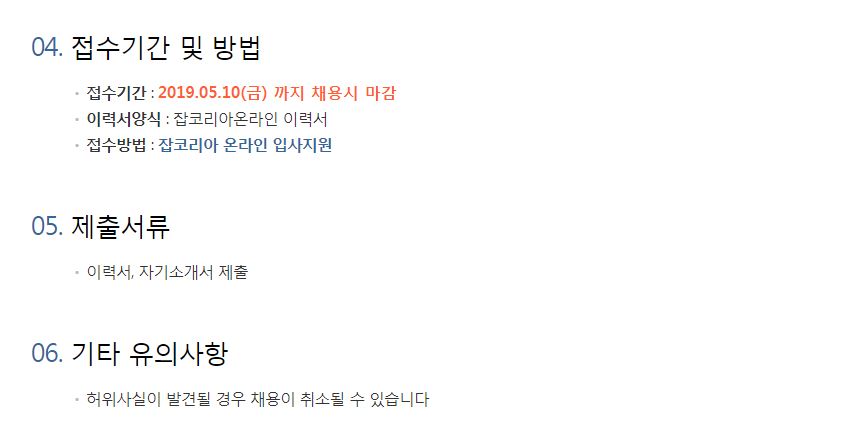 04. 접수기간 및 방법
· 접수기간 : 2019.05.10(금) 까지 채용시 마감
· 이력서양식 : 잡코리아온라인 이력서
· 접수방법 : 잡코리아 온라인 입사지원
05. 제출서류
· 이력서, 자기소개서 제출
06. 기타 유의사항
· 허위사실이 발견될 경우 채용이 취소될 수 있습니다